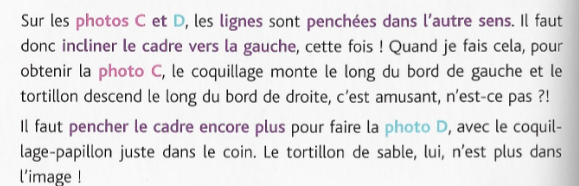 Sur les photos C et D, les lignes sont penchées dans l'autre sens. Il faut
donc incliner le cadre vers la gauche, cette fois ! Quand je fais cela, pour
obtenir la photo C, le coquillage monte le long du bord de gauche et le
tortillon descend le long du bord de droite, c'est amusant, n'est-ce pas ?!
Il faut pencher le cadre encore plus pour faire la photo D, avec le coquil-
lage-papillon juste dans le coin. Le tortillon de sable, lui, n'est plus dans
l'image !